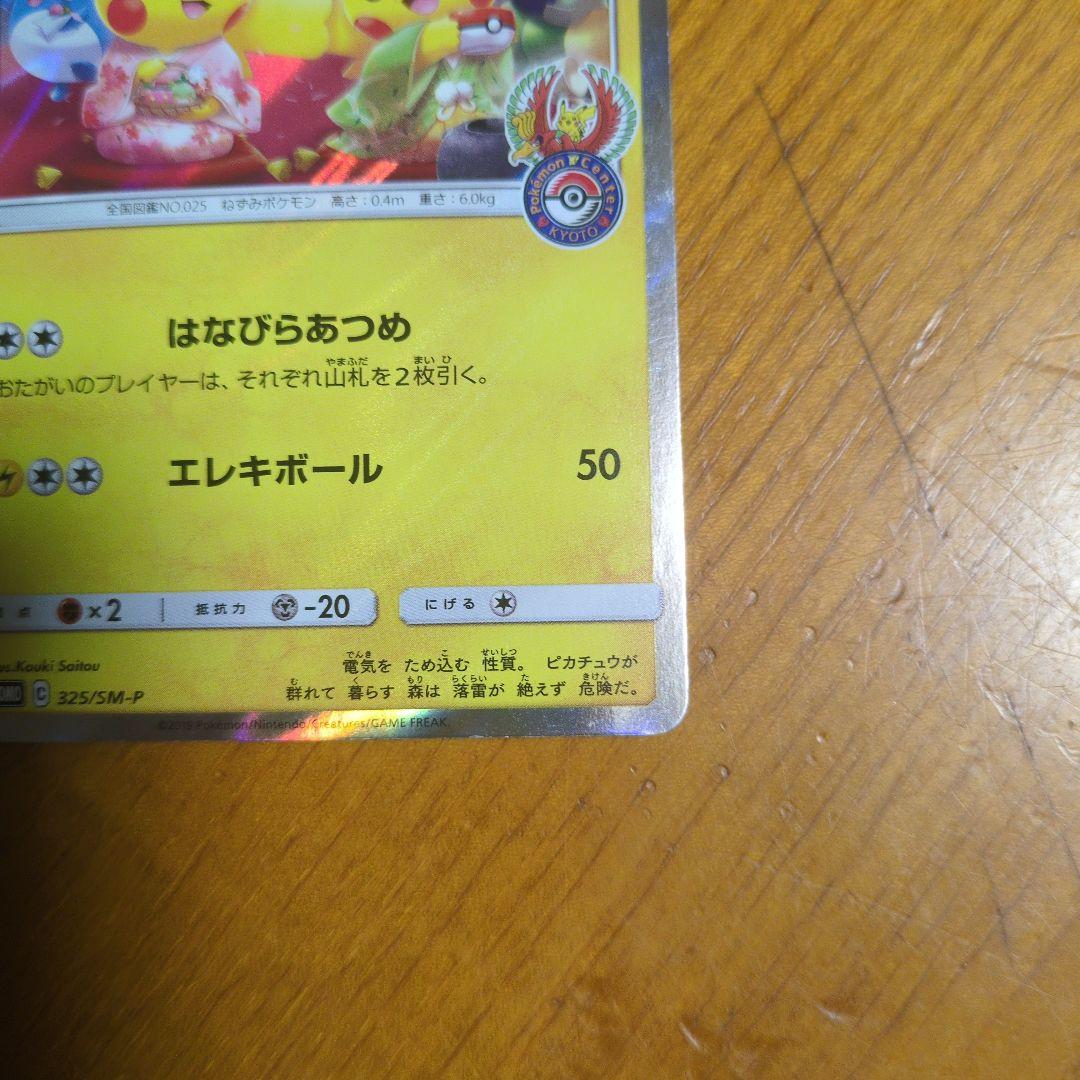 全国図鑑NO.025 ねずみポケモン 高さ:0.4m 重さ:6.0kg
Pokémon Center
KYOTO
はなびらあつめ
おたがいのプレイヤーは、それぞれ山札を2枚引く。
エレキボール 50
点 ×2 抵抗力 -20 にげる
us.Kouki Saitou
電気を ため込む 性質。 ピカチュウが
群れて 暮らす 森は 落雷が 絶えず 危険だ。
C 325/SM-P
©2019 Pokémon/Nintendo/Creatures/GAME FREAK.